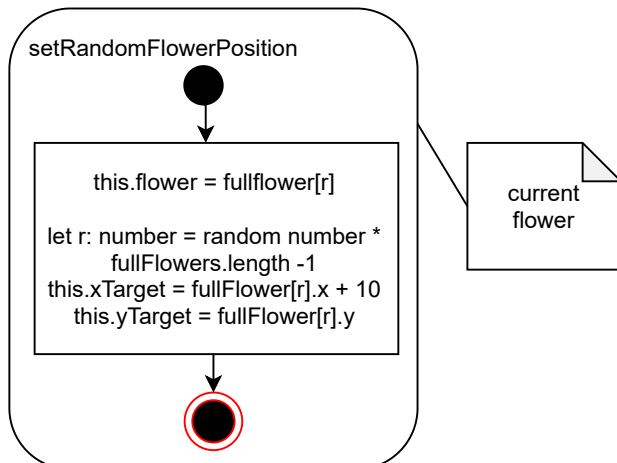 setRandomFlowerPosition
this.flower = fullflower[r]
let r: number = random number *
fullFlowers.length -1
this.xTarget = fullFlower[r].x + 10
this.yTarget = fullFlower[r].y
current
flower